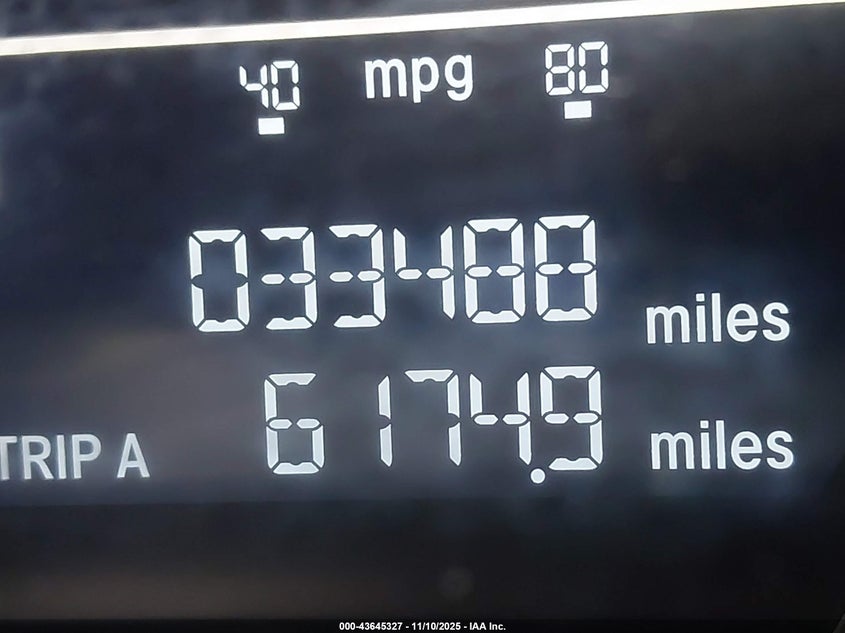 40 mpg 80
033488 miles
TRIP A 6174.9 miles
000-43645327 - 11/10/2025 - IAA Inc.